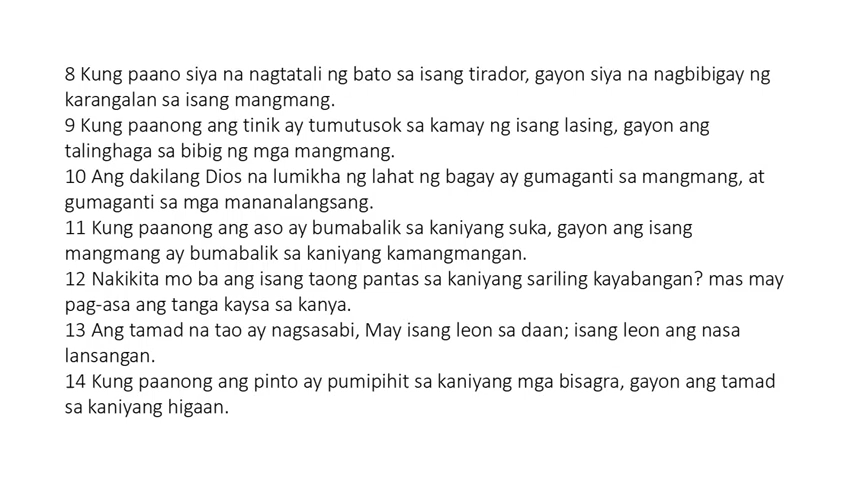 8 Kung paano siya na nagtatali ng bato sa isang tirador, gayon siya na nagbibigay ng
karangalan sa isang mangmang.
9 Kung paanong ang tinik ay tumutusok sa kamay ng isang lasing, gayon ang
talinghaga sa bibig ng mga mangmang.
10 Ang dakilang Dios na lumikha ng lahat ng bagay ay gumaganti sa mangmang, at
gumaganti sa mga mananalangsang.
11 Kung paanong ang aso ay bumabalik sa kaniyang suka, gayon ang isang
mangmang ay bumabalik sa kaniyang kamangmangan.
12 Nakikita mo ba ang isang taong pantas sa kaniyang sariling kayabangan? mas may
pag-asa ang tanga kaysa sa kanya.
13 Ang tamad na tao ay nagsasabi, May isang leon sa daan; isang leon ang nasa
lansangan.
14 Kung paanong ang pinto ay pumipihit sa kaniyang mga bisagra, gayon ang tamad
sa kaniyang higaan.